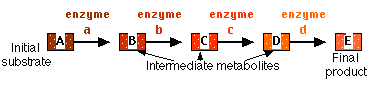 enzyme enzyme enzyme enzyme
a b c d
Initial substrate A B C D E Final product
Intermediate metabolites